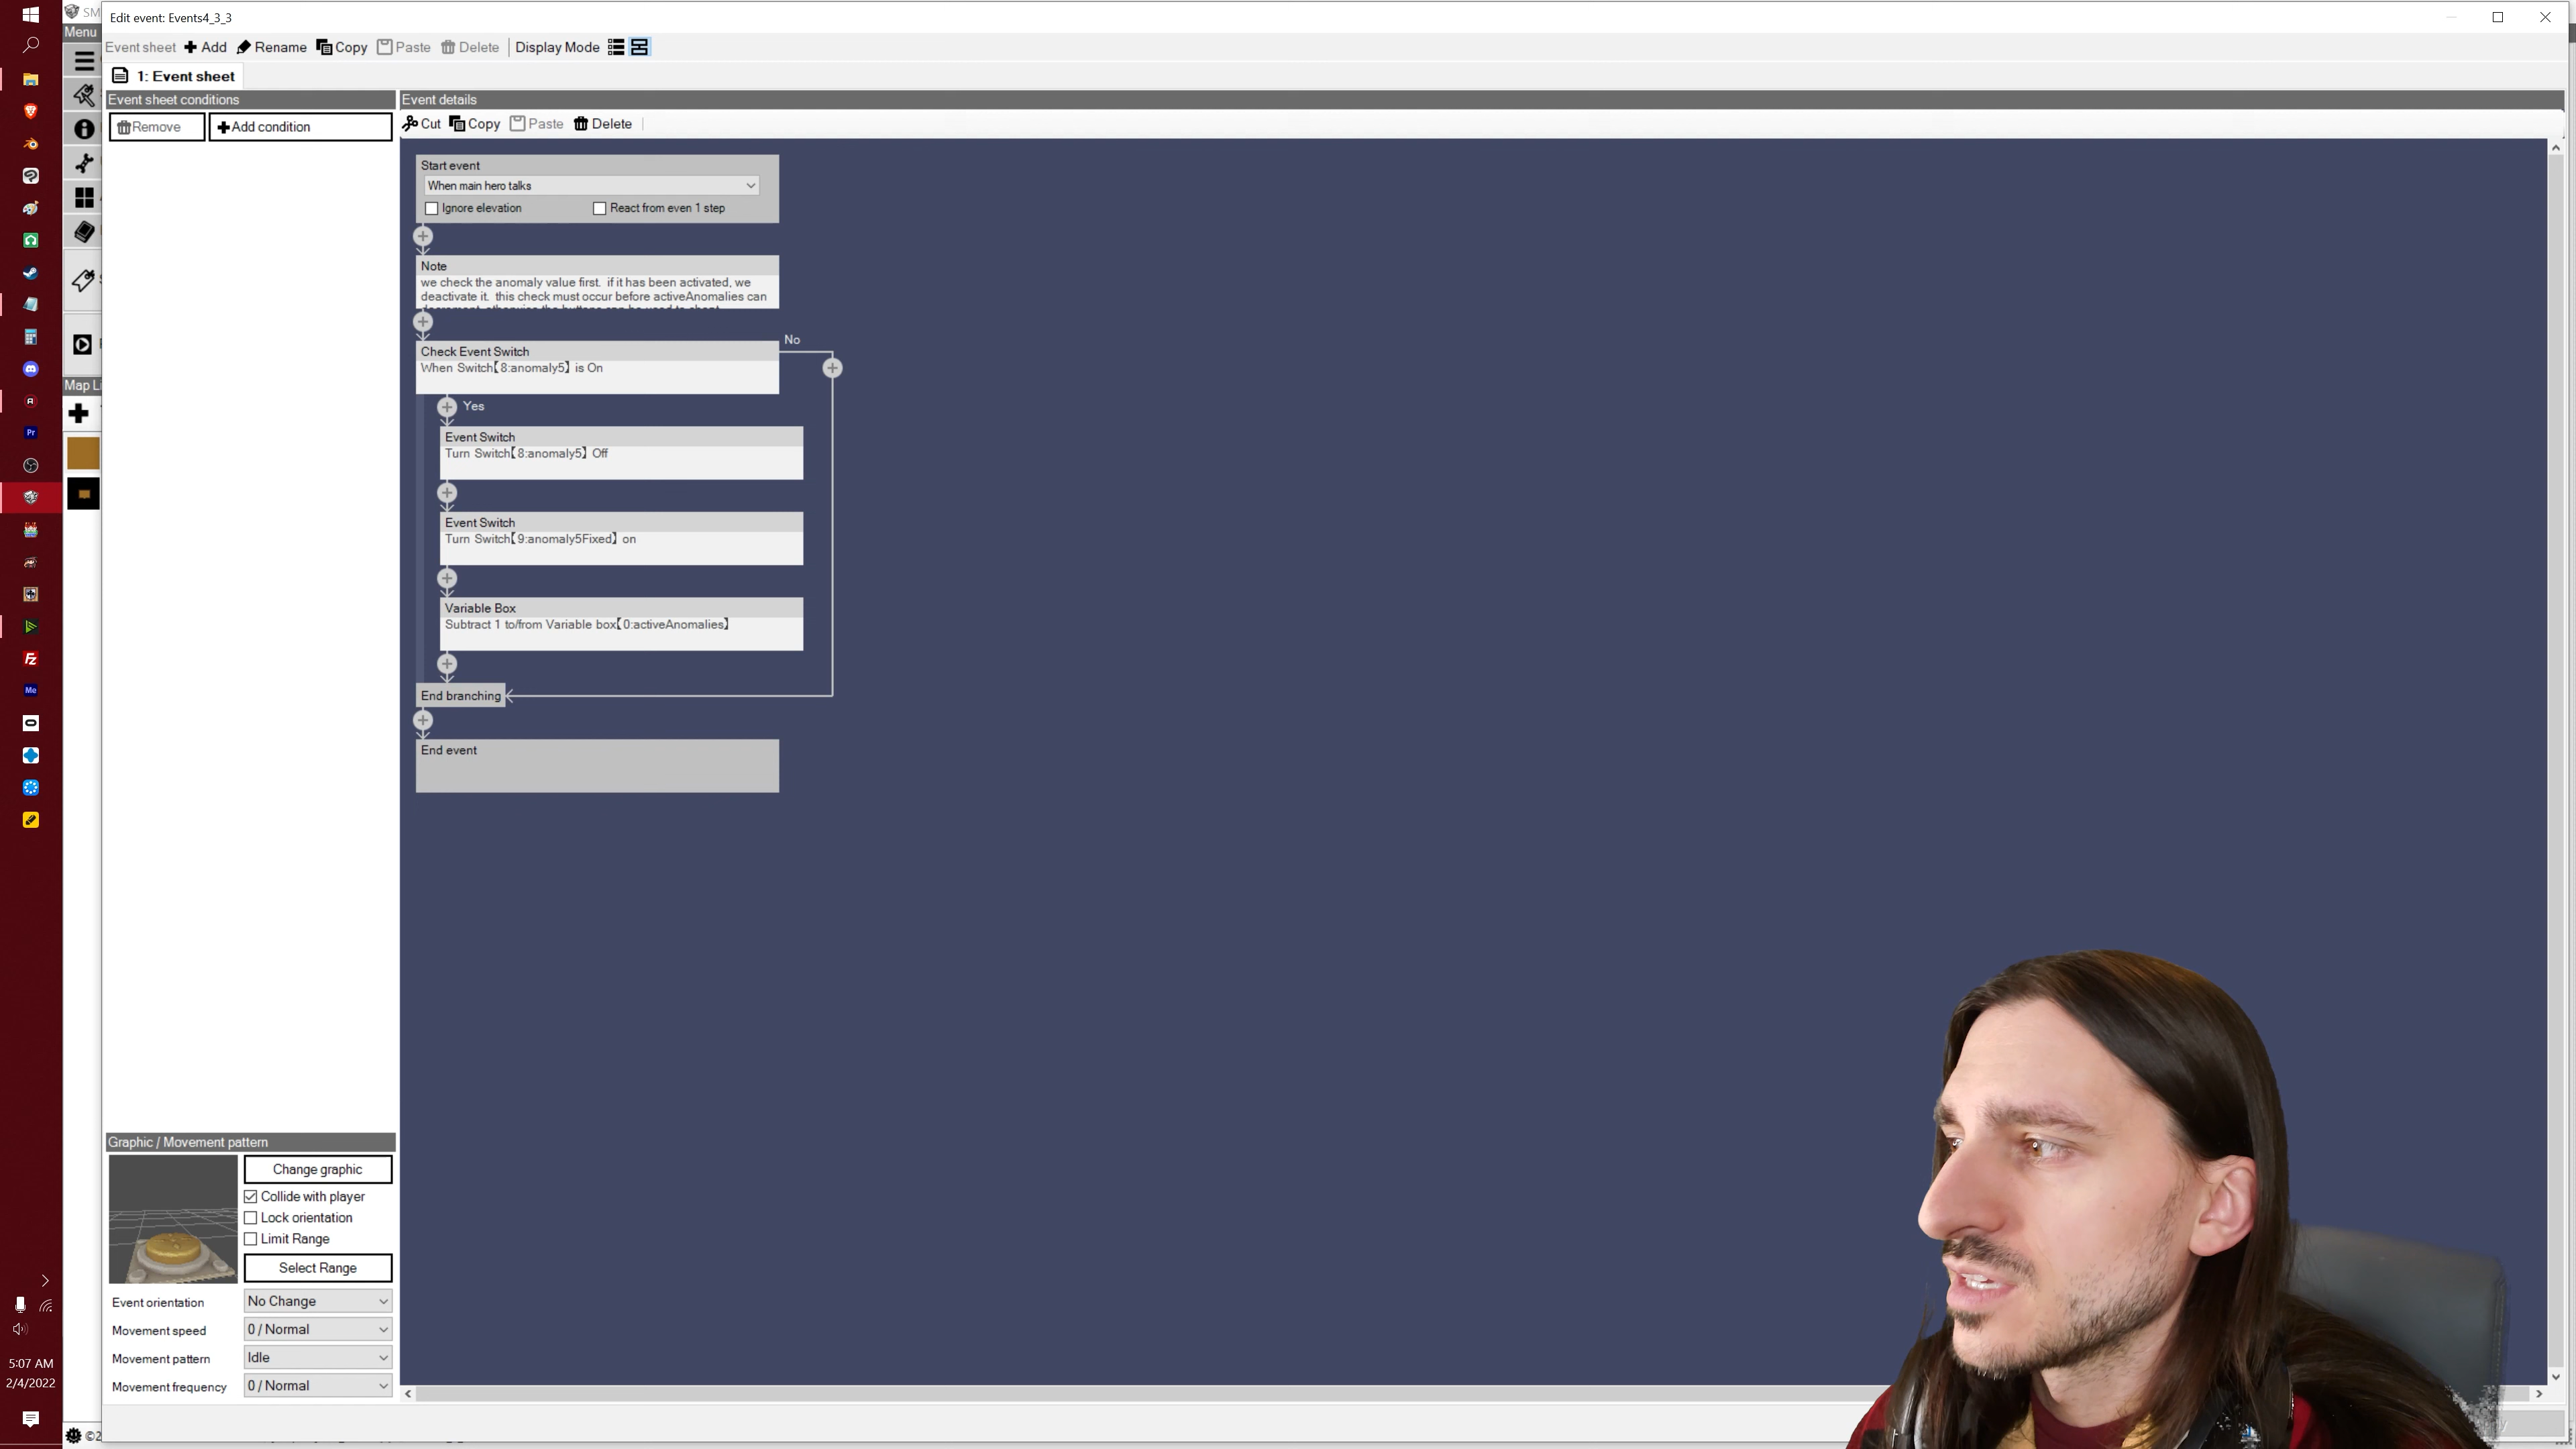 SM
Edit event: Events4_3_3
Menu
Event sheet Add Rename Copy Paste Delete Display Mode
1: Event sheet
Event sheet conditions
Event details
Remove
Add condition
Cut Copy Paste Delete
Start event
When main hero talks
Ignore elevation
React from even 1 step
Note
we check the anomaly value first. if it has been activated, we
deactivate it. this check must occur before activeAnomalies can
No
Check Event Switch
When Switch【8:anomaly5】 is On
Map Li
Yes
Event Switch
Turn Switch【8:anomaly5】 Off
Event Switch
Turn Switch【9:anomaly5Fixed】 on
Variable Box
Subtract 1 to/from Variable box【0:activeAnomalies】
End branching
End event
Pr
Fz
Me
Graphic / Movement pattern
Change graphic
Collide with player
Lock orientation
Limit Range
Select Range
Event orientation No Change
Movement speed 0 / Normal
Movement pattern Idle
Movement frequency 0 / Normal
5:07 AM
2/4/2022
©2